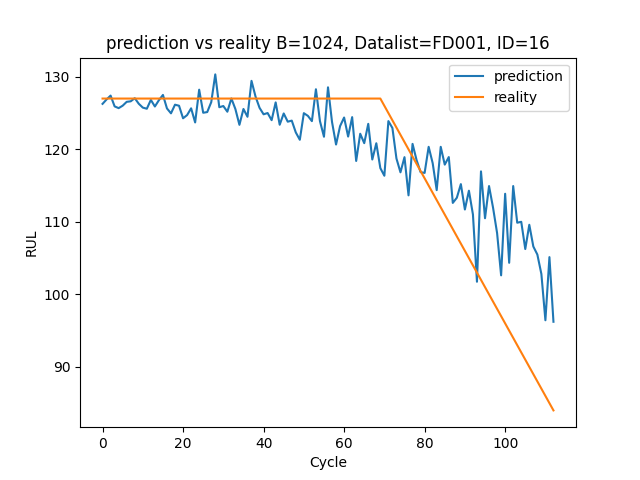 prediction vs reality B=1024, Datalist=FD001, ID=16
prediction
reality
130
120
110
100
90
RUL
0 20 40 60 80 100
Cycle